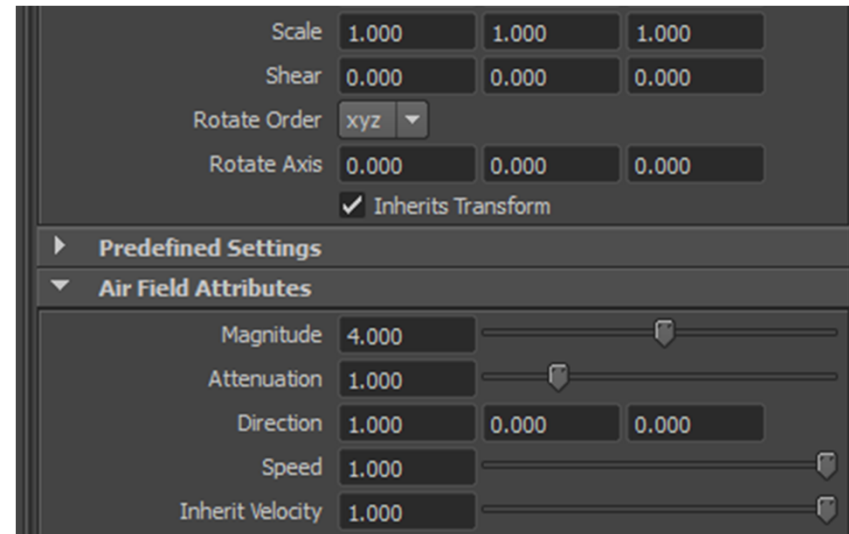 Scale 1.000 1.000 1.000
Shear 0.000 0.000 0.000
Rotate Order xyz
Rotate Axis 0.000 0.000 0.000
Inherits Transform
Predefined Settings
Air Field Attributes
Magnitude 4.000
Attenuation 1.000
Direction 1.000 0.000 0.000
Speed 1.000
Inherit Velocity 1.000